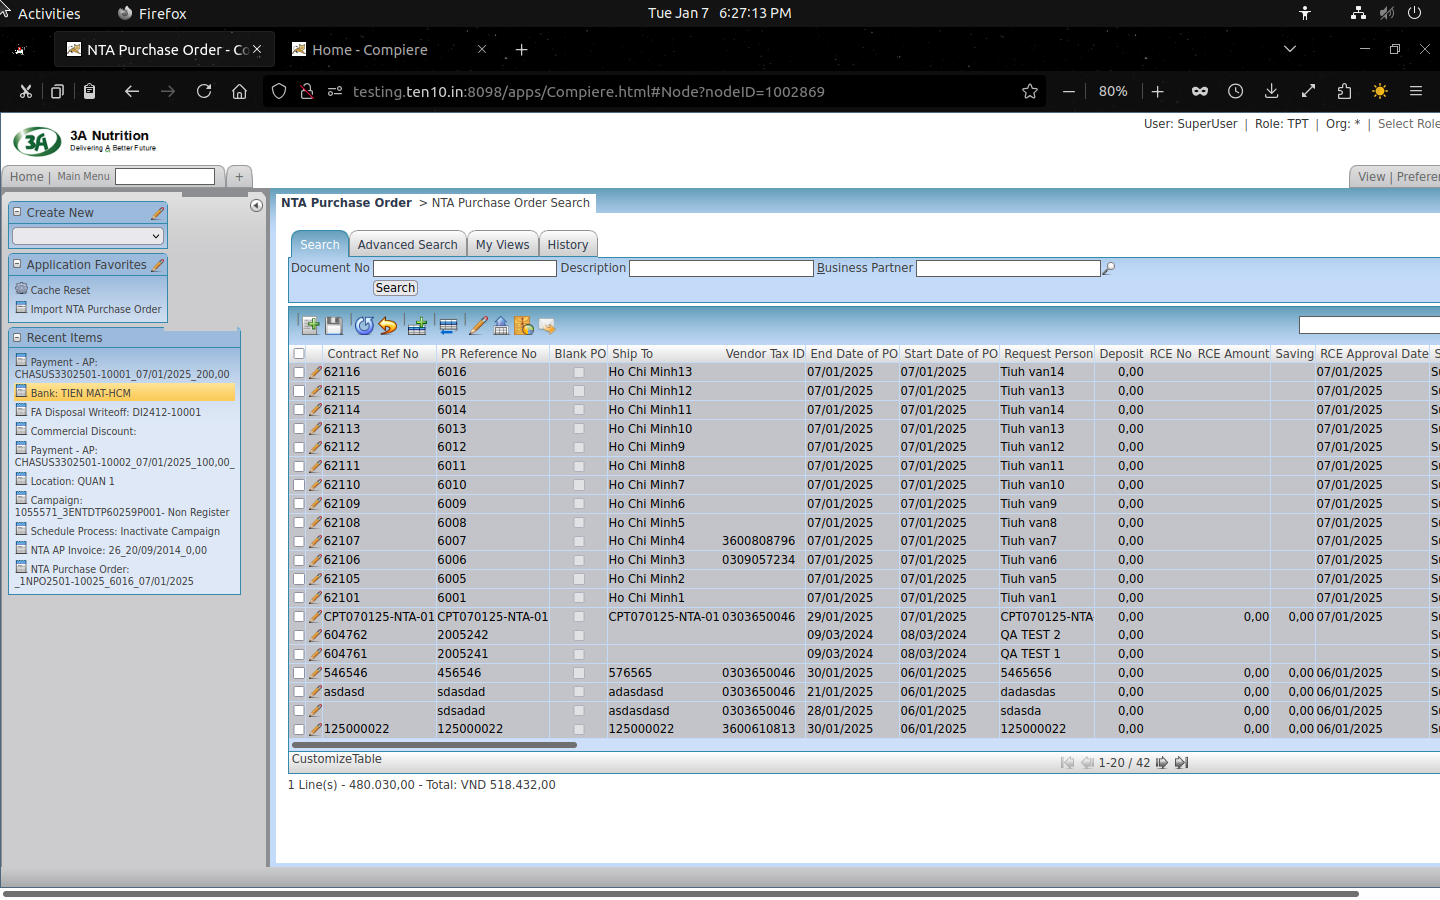 Activities Firefox Tue Jan 7 6:27:13 PM
NTA Purchase Order - Co Home - Compiere
testing.ten10.in:8098/apps/Compiere.html#Node?nodeID=1002869 80%
3A 3A Nutrition
Delivering A Better Future
User: SuperUser | Role: TPT | Org: * | Select Role
Home | Main Menu + View | Preferen
NTA Purchase Order > NTA Purchase Order Search
Create New
Application Favorites
Cache Reset
Import NTA Purchase Order
Recent Items
Payment - AP:
CHASUS3302501-10001_07/01/2025_200,00
Bank: TIEN MAT-HCM
FA Disposal Writeoff: DI2412-10001
Commercial Discount:
Payment - AP:
CHASUS3302501-10002_07/01/2025_100,00_
Location: QUAN 1
Campaign:
1055571_3ENTDTP60259P001- Non Register
Schedule Process: Inactivate Campaign
NTA AP Invoice: 26_20/09/2014_0,00
NTA Purchase Order:
_1NPO2501-10025_6016_07/01/2025
Search Advanced Search My Views History
Document No Description Business Partner
Search
Contract Ref No PR Reference No Blank PO Ship To Vendor Tax ID End Date of PO Start Date of PO Request Person Deposit RCE No RCE Amount Saving RCE Approval Date S
62116 6016 Ho Chi Minh13 07/01/2025 07/01/2025 Tiuh van14 0,00 07/01/2025 Su
62115 6015 Ho Chi Minh12 07/01/2025 07/01/2025 Tiuh van13 0,00 07/01/2025 Su
62114 6014 Ho Chi Minh11 07/01/2025 07/01/2025 Tiuh van14 0,00 07/01/2025 Su
62113 6013 Ho Chi Minh10 07/01/2025 07/01/2025 Tiuh van13 0,00 07/01/2025 Su
62112 6012 Ho Chi Minh9 07/01/2025 07/01/2025 Tiuh van12 0,00 07/01/2025 Su
62111 6011 Ho Chi Minh8 07/01/2025 07/01/2025 Tiuh van11 0,00 07/01/2025 Su
62110 6010 Ho Chi Minh7 07/01/2025 07/01/2025 Tiuh van10 0,00 07/01/2025 Su
62109 6009 Ho Chi Minh6 07/01/2025 07/01/2025 Tiuh van9 0,00 07/01/2025 Su
62108 6008 Ho Chi Minh5 07/01/2025 07/01/2025 Tiuh van8 0,00 07/01/2025 Su
62107 6007 Ho Chi Minh4 3600808796 07/01/2025 07/01/2025 Tiuh van7 0,00 07/01/2025 Su
62106 6006 Ho Chi Minh3 0309057234 07/01/2025 07/01/2025 Tiuh van6 0,00 07/01/2025 Su
62105 6005 Ho Chi Minh2 07/01/2025 07/01/2025 Tiuh van5 0,00 07/01/2025 Su
62101 6001 Ho Chi Minh1 07/01/2025 07/01/2025 Tiuh van1 0,00 07/01/2025 Su
CPT070125-NTA-01 CPT070125-NTA-01 CPT070125-NTA-01 0303650046 29/01/2025 07/01/2025 CPT070125-NTA 0,00 0,00 0,00 07/01/2025 Su
604762 2005242 09/03/2024 08/03/2024 QA TEST 2 0,00 Su
604761 2005241 09/03/2024 08/03/2024 QA TEST 1 0,00 Su
546546 456546 576565 0303650046 30/01/2025 06/01/2025 5465656 0,00 0,00 0,00 06/01/2025 Su
asdasd sdasdad adasdasd 0303650046 21/01/2025 06/01/2025 dadasdas 0,00 0,00 0,00 06/01/2025 Su
sdsadad asdasdasd 0303650046 28/01/2025 06/01/2025 sdasda 0,00 0,00 0,00 06/01/2025 Su
125000022 125000022 125000022 3600610813 30/01/2025 06/01/2025 125000022 0,00 0,00 0,00 06/01/2025 Su
CustomizeTable 1-20 / 42
1 Line(s) - 480.030,00 - Total: VND 518.432,00